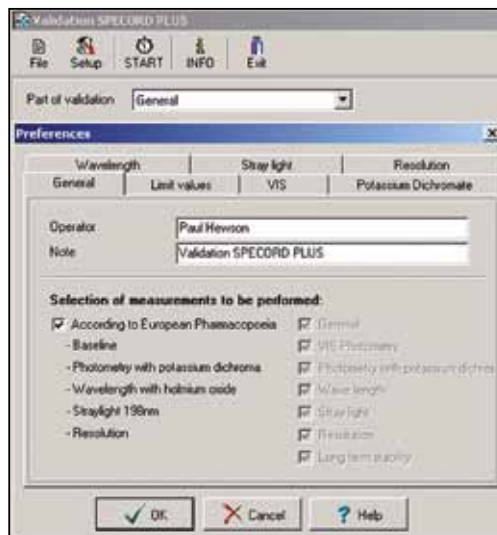 Validation SPECORD PLUS
File Setup START INFO Exit
Part of validation General
Preferences
Wavelength Stray light Resolution
General Limit values VIS Potassium Dichromate
Operator Paul Hewson
Note Validation SPECORD PLUS
Selection of measurements to be performed:
According to European Pharmacopoeia General
- Baseline VIS Photometry
- Photometry with potassium dichroma Photometry with potassium dichro
- Wavelength with holmium oxide Wave length
- Straylight 198nm Stray light
- Resolution Resolution
Long term stability
OK Cancel Help